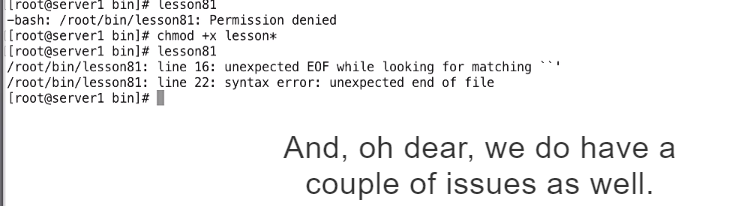 [root@server1 bin]# lesson81
-bash: /root/bin/lesson81: Permission denied
[root@server1 bin]# chmod +x lesson*
[root@server1 bin]# lesson81
/root/bin/lesson81: line 16: unexpected EOF while looking for matching ``'
/root/bin/lesson81: line 22: syntax error: unexpected end of file
[root@server1 bin]#
And, oh dear, we do have a
couple of issues as well.